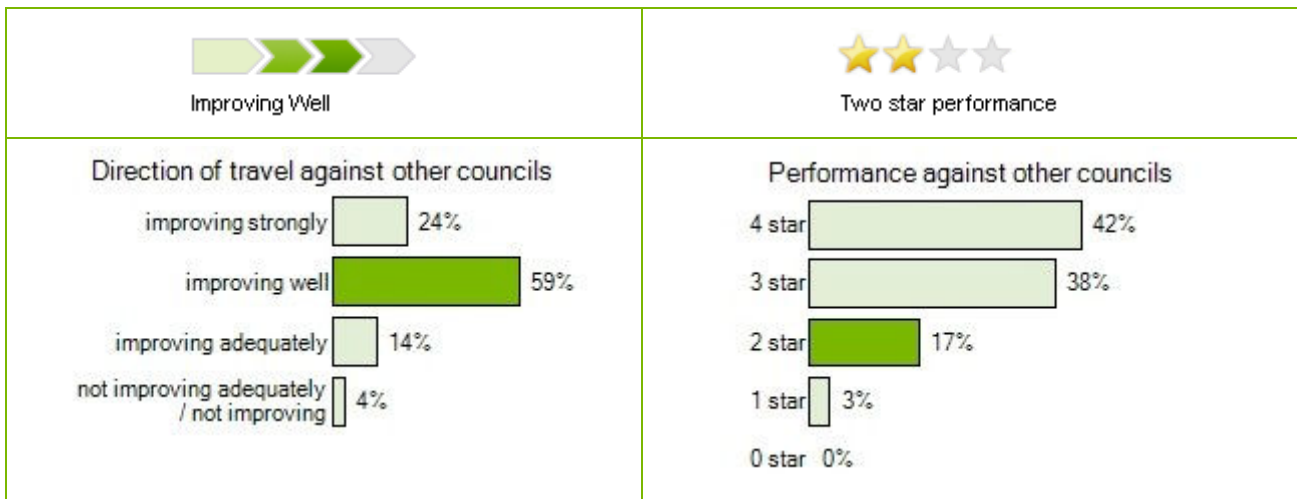 Improving Well
Two star performance
Direction of travel against other councils
improving strongly 24%
improving well 59%
improving adequately 14%
not improving adequately
/ not improving 4%
Performance against other councils
4 star 42%
3 star 38%
2 star 17%
1 star 3%
0 star 0%